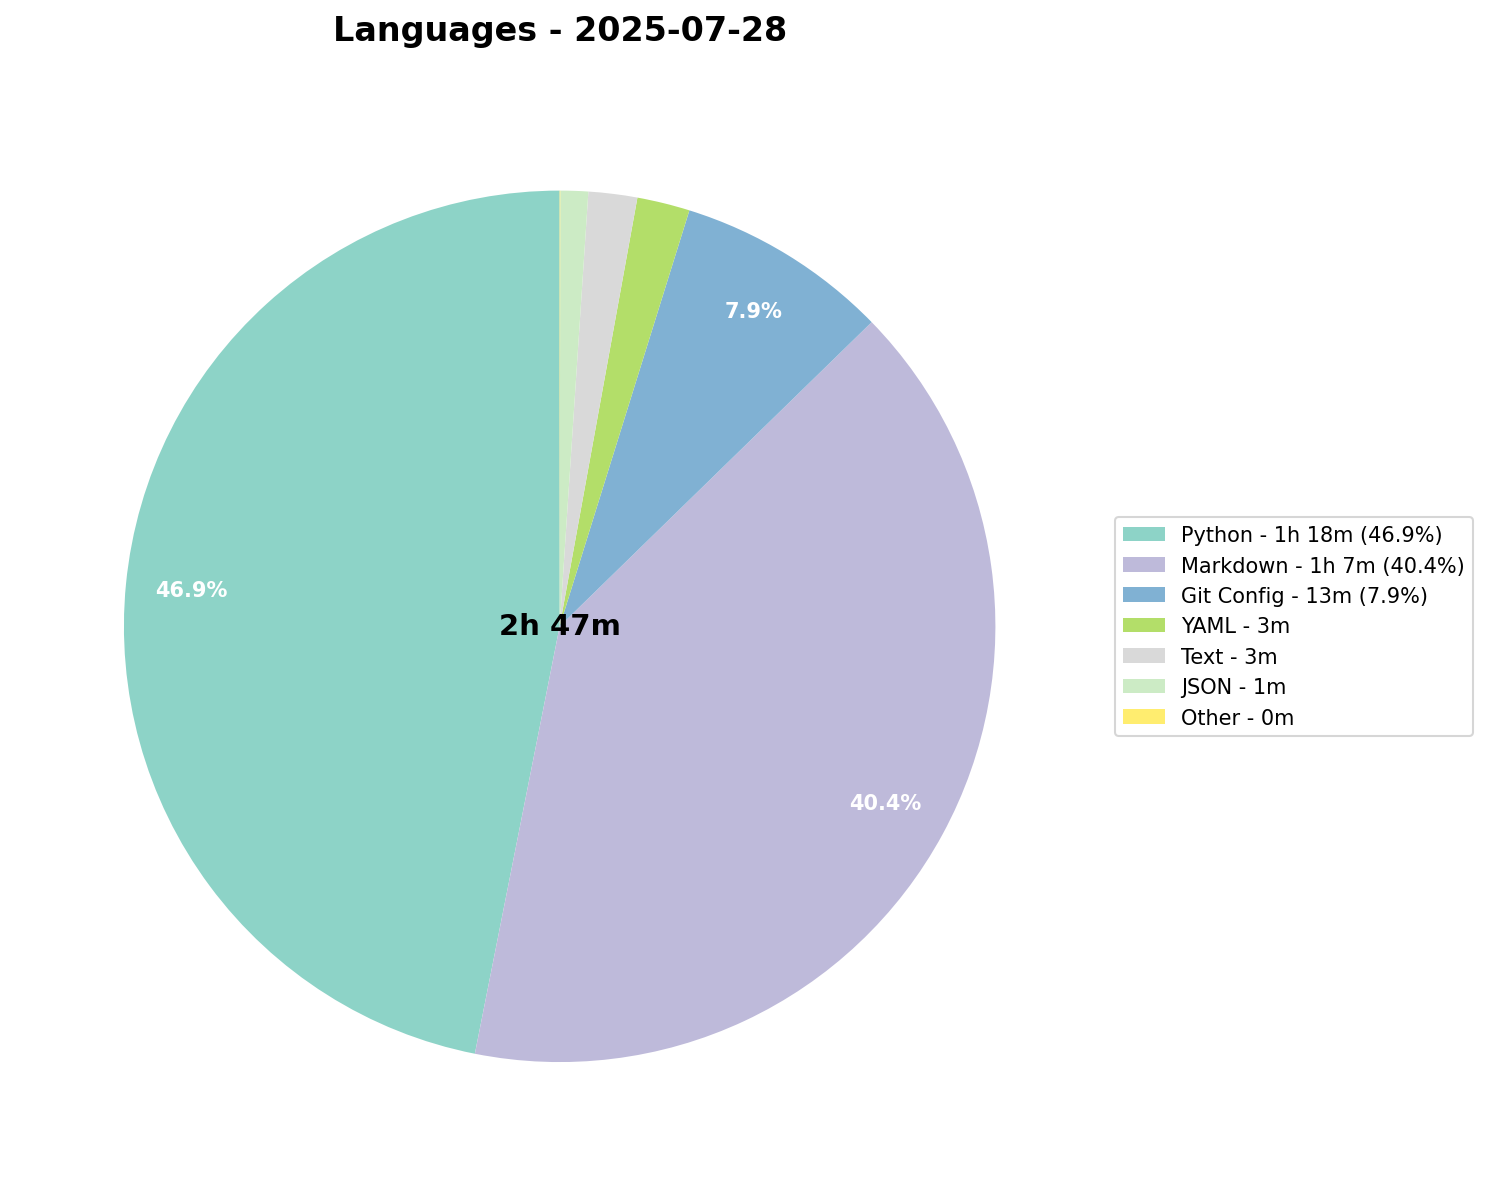 Languages - 2025-07-28
7.9%
46.9%
2h 47m
40.4%
Python - 1h 18m (46.9%)
Markdown - 1h 7m (40.4%)
Git Config - 13m (7.9%)
YAML - 3m
Text - 3m
JSON - 1m
Other - 0m